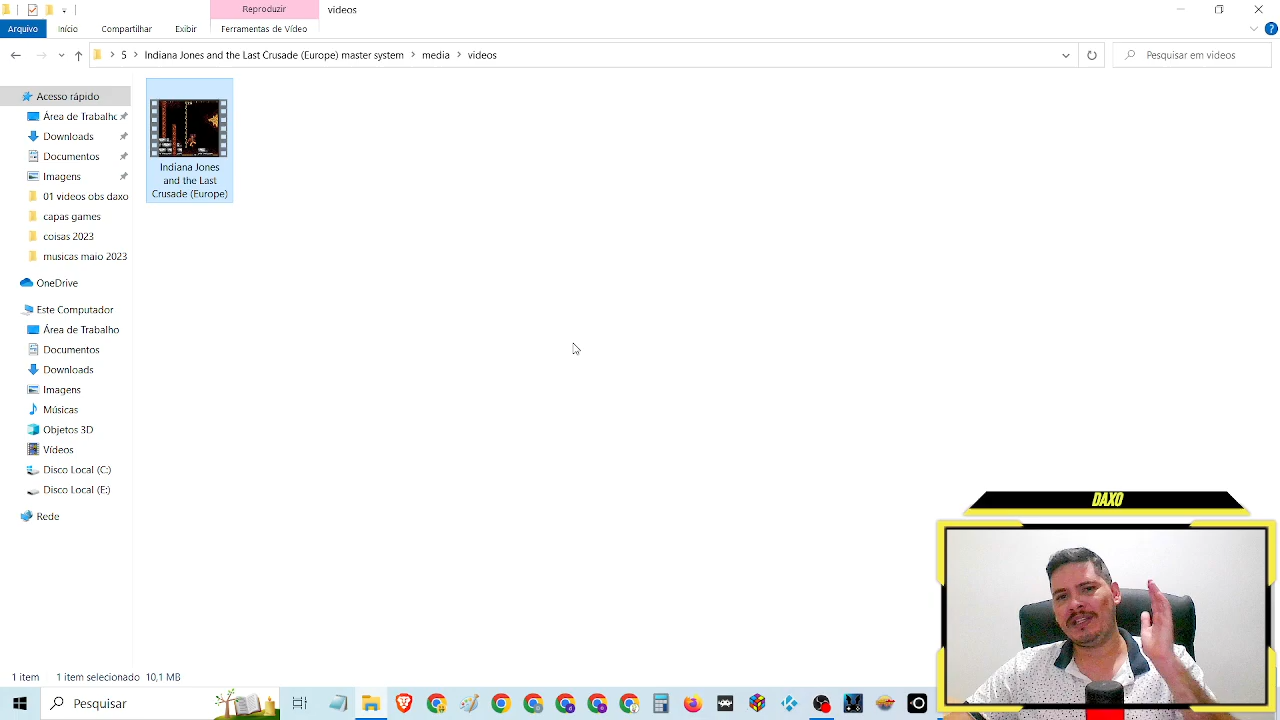 Reproduzir
videos
Arquivo
Início
Compartilhar
Exibir
Ferramentas de Vídeo
5 > Indiana Jones and the Last Crusade (Europe) master system > media > videos
Pesquisar em videos
Acesso rápido
Área de Trabalho
Downloads
Documentos
Imagens
01 videos obs daxo
capas games
coisas 2023
musicas maio 2023
OneDrive
Este Computador
Área de Trabalho
Documentos
Downloads
Imagens
Músicas
Objetos 3D
Vídeos
Disco Local (C:)
Disco Local (E:)
Rede
Indiana Jones
and the Last
Crusade (Europe)
DAXO
1 item
1 item selecionado 10,1 MB
Pesquisar